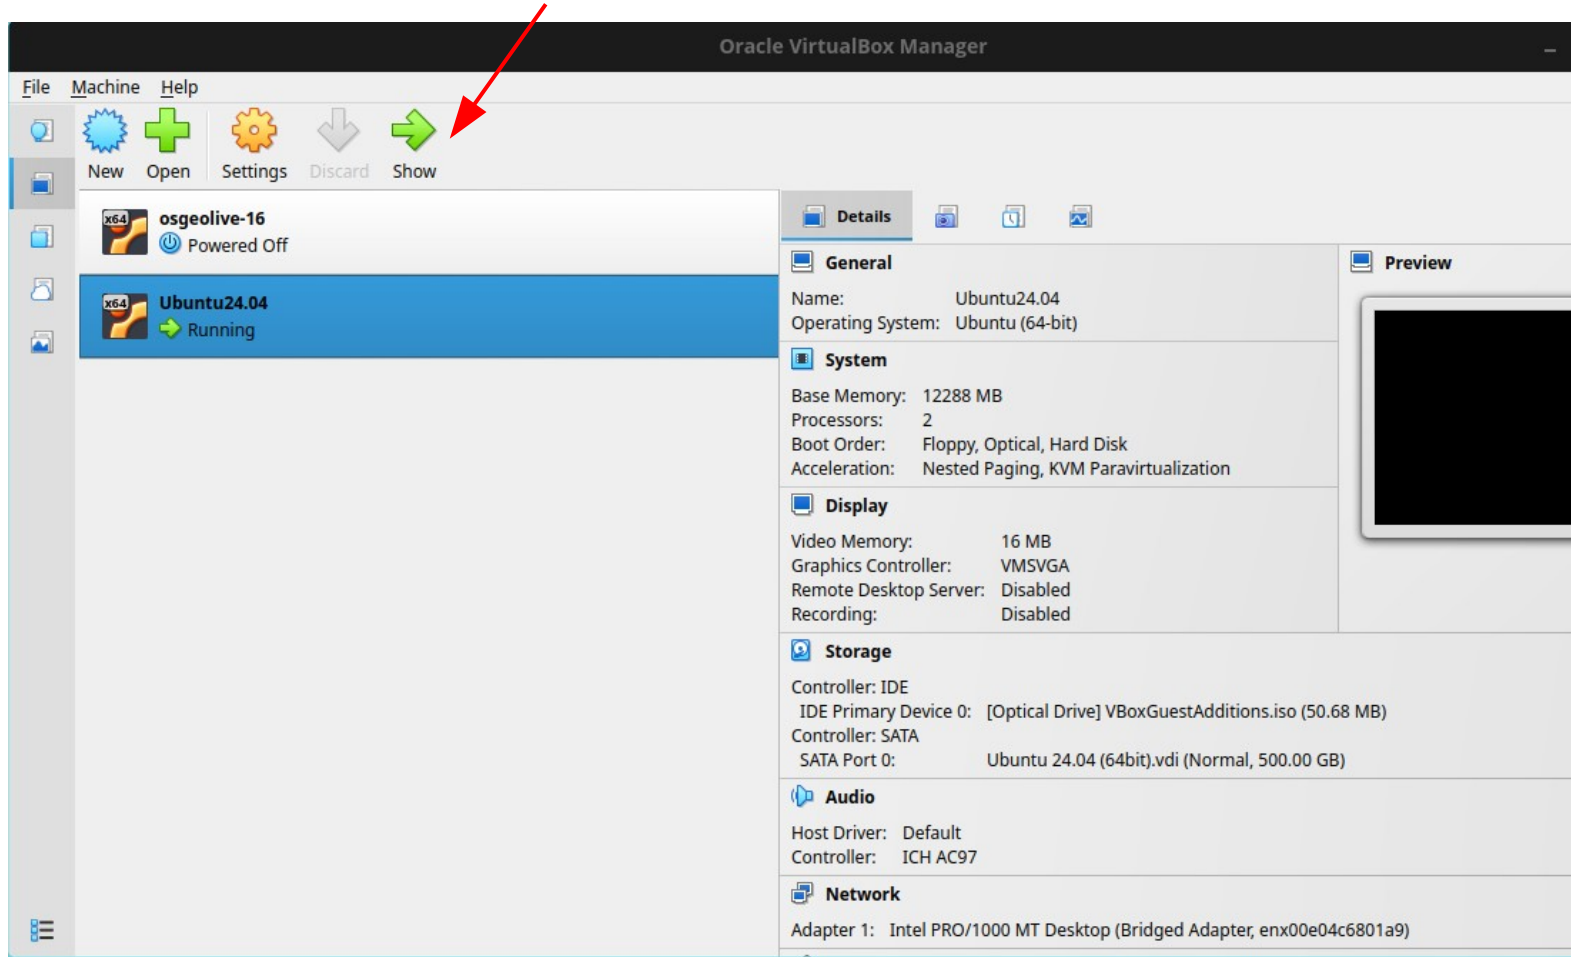 Oracle VirtualBox Manager
File Machine Help
New Open Settings Discard Show
x64 osgeolive-16
Powered Off
x64 Ubuntu24.04
Running
Details
General
Name: Ubuntu24.04
Operating System: Ubuntu (64-bit)
Preview
System
Base Memory: 12288 MB
Processors: 2
Boot Order: Floppy, Optical, Hard Disk
Acceleration: Nested Paging, KVM Paravirtualization
Display
Video Memory: 16 MB
Graphics Controller: VMSVGA
Remote Desktop Server: Disabled
Recording: Disabled
Storage
Controller: IDE
IDE Primary Device 0: [Optical Drive] VBoxGuestAdditions.iso (50.68 MB)
Controller: SATA
SATA Port 0: Ubuntu 24.04 (64bit).vdi (Normal, 500.00 GB)
Audio
Host Driver: Default
Controller: ICH AC97
Network
Adapter 1: Intel PRO/1000 MT Desktop (Bridged Adapter, enx00e04c6801a9)